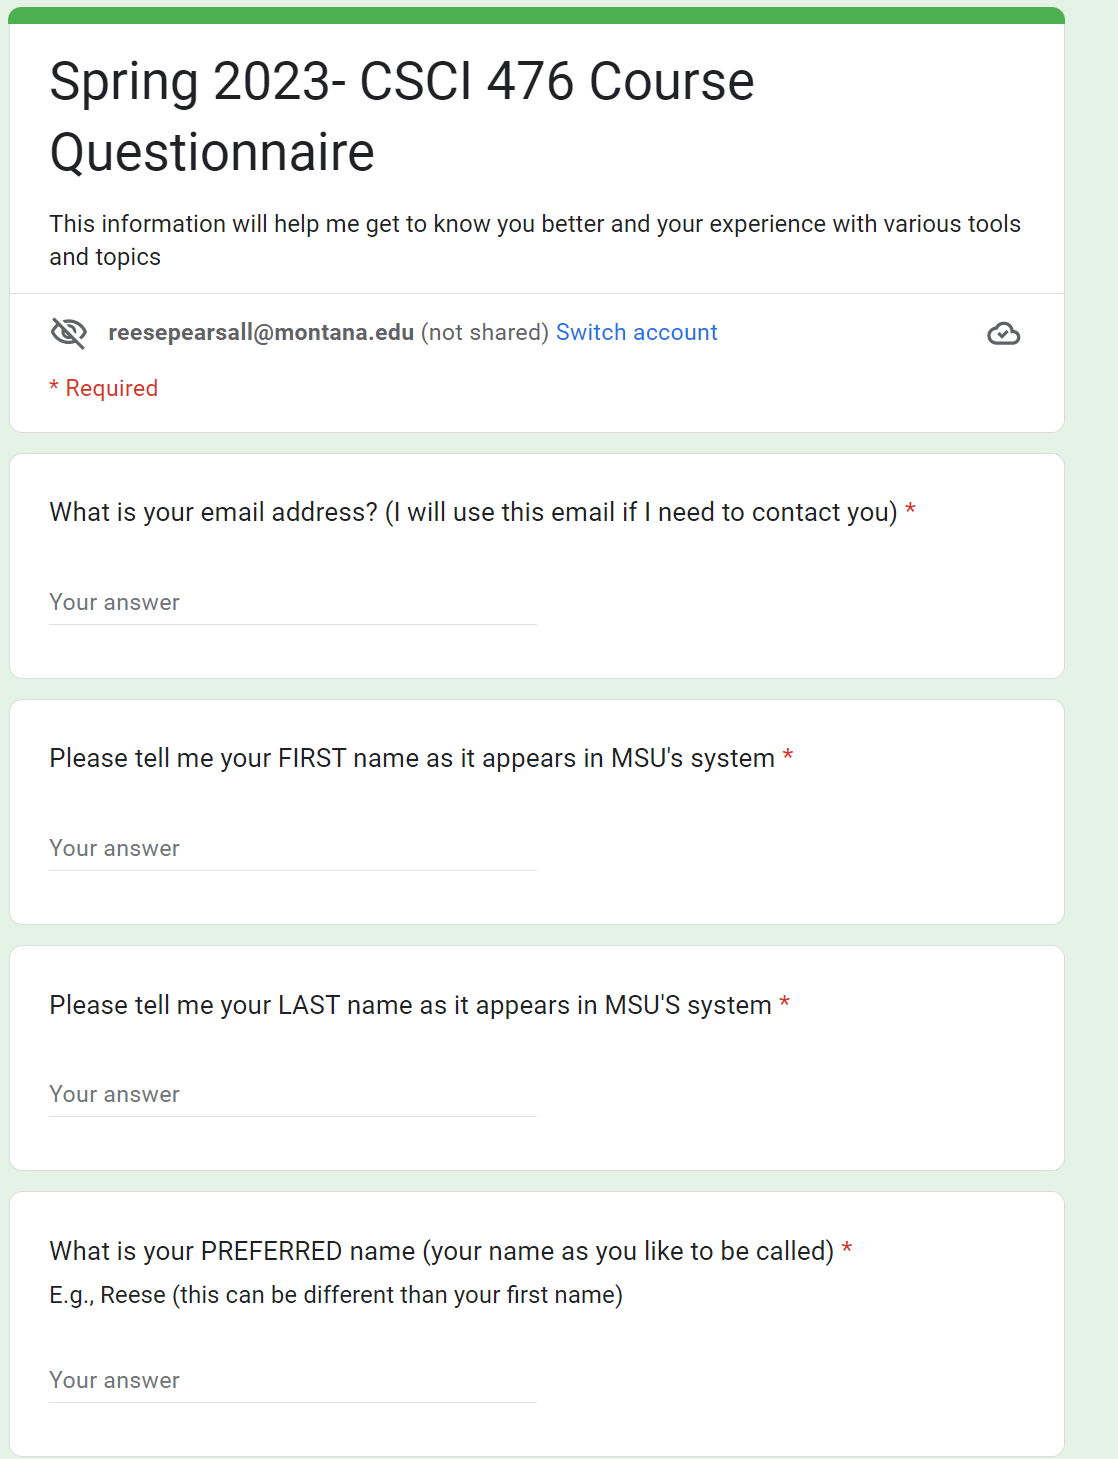 Spring 2023- CSCI 476 Course
Questionnaire
This information will help me get to know you better and your experience with various tools
and topics
reesepearsall@montana.edu (not shared) Switch account
* Required
What is your email address? (I will use this email if I need to contact you) *
Your answer
Please tell me your FIRST name as it appears in MSU's system *
Your answer
Please tell me your LAST name as it appears in MSU'S system *
Your answer
What is your PREFERRED name (your name as you like to be called) *
E.g., Reese (this can be different than your first name)
Your answer